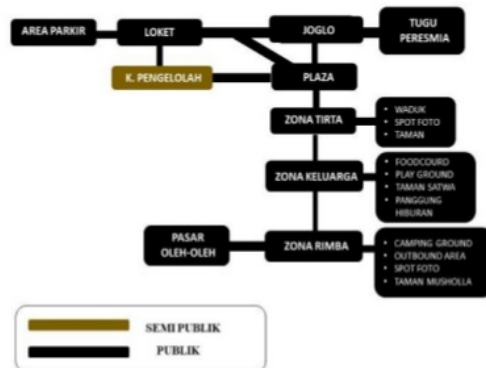 AREA PARKIR
LOKET
JOGLO
TUGU
PERESMIA
K. PENGELOLAH
PLAZA
ZONA TIRTA
• WADUK
• SPOT FOTO
• TAMAN
ZONA KELUARGA
• FOODCOURD
• PLAY GROUND
• TAMAN SATWA
• PANGGUNG
HIBURAN
PASAR
OLEH-OLEH
ZONA RIMBA
• CAMPING GROUND
• OUTBOUND AREA
• SPOT FOTO
• TAMAN MUSHOLLA
SEMI PUBLIK
PUBLIK